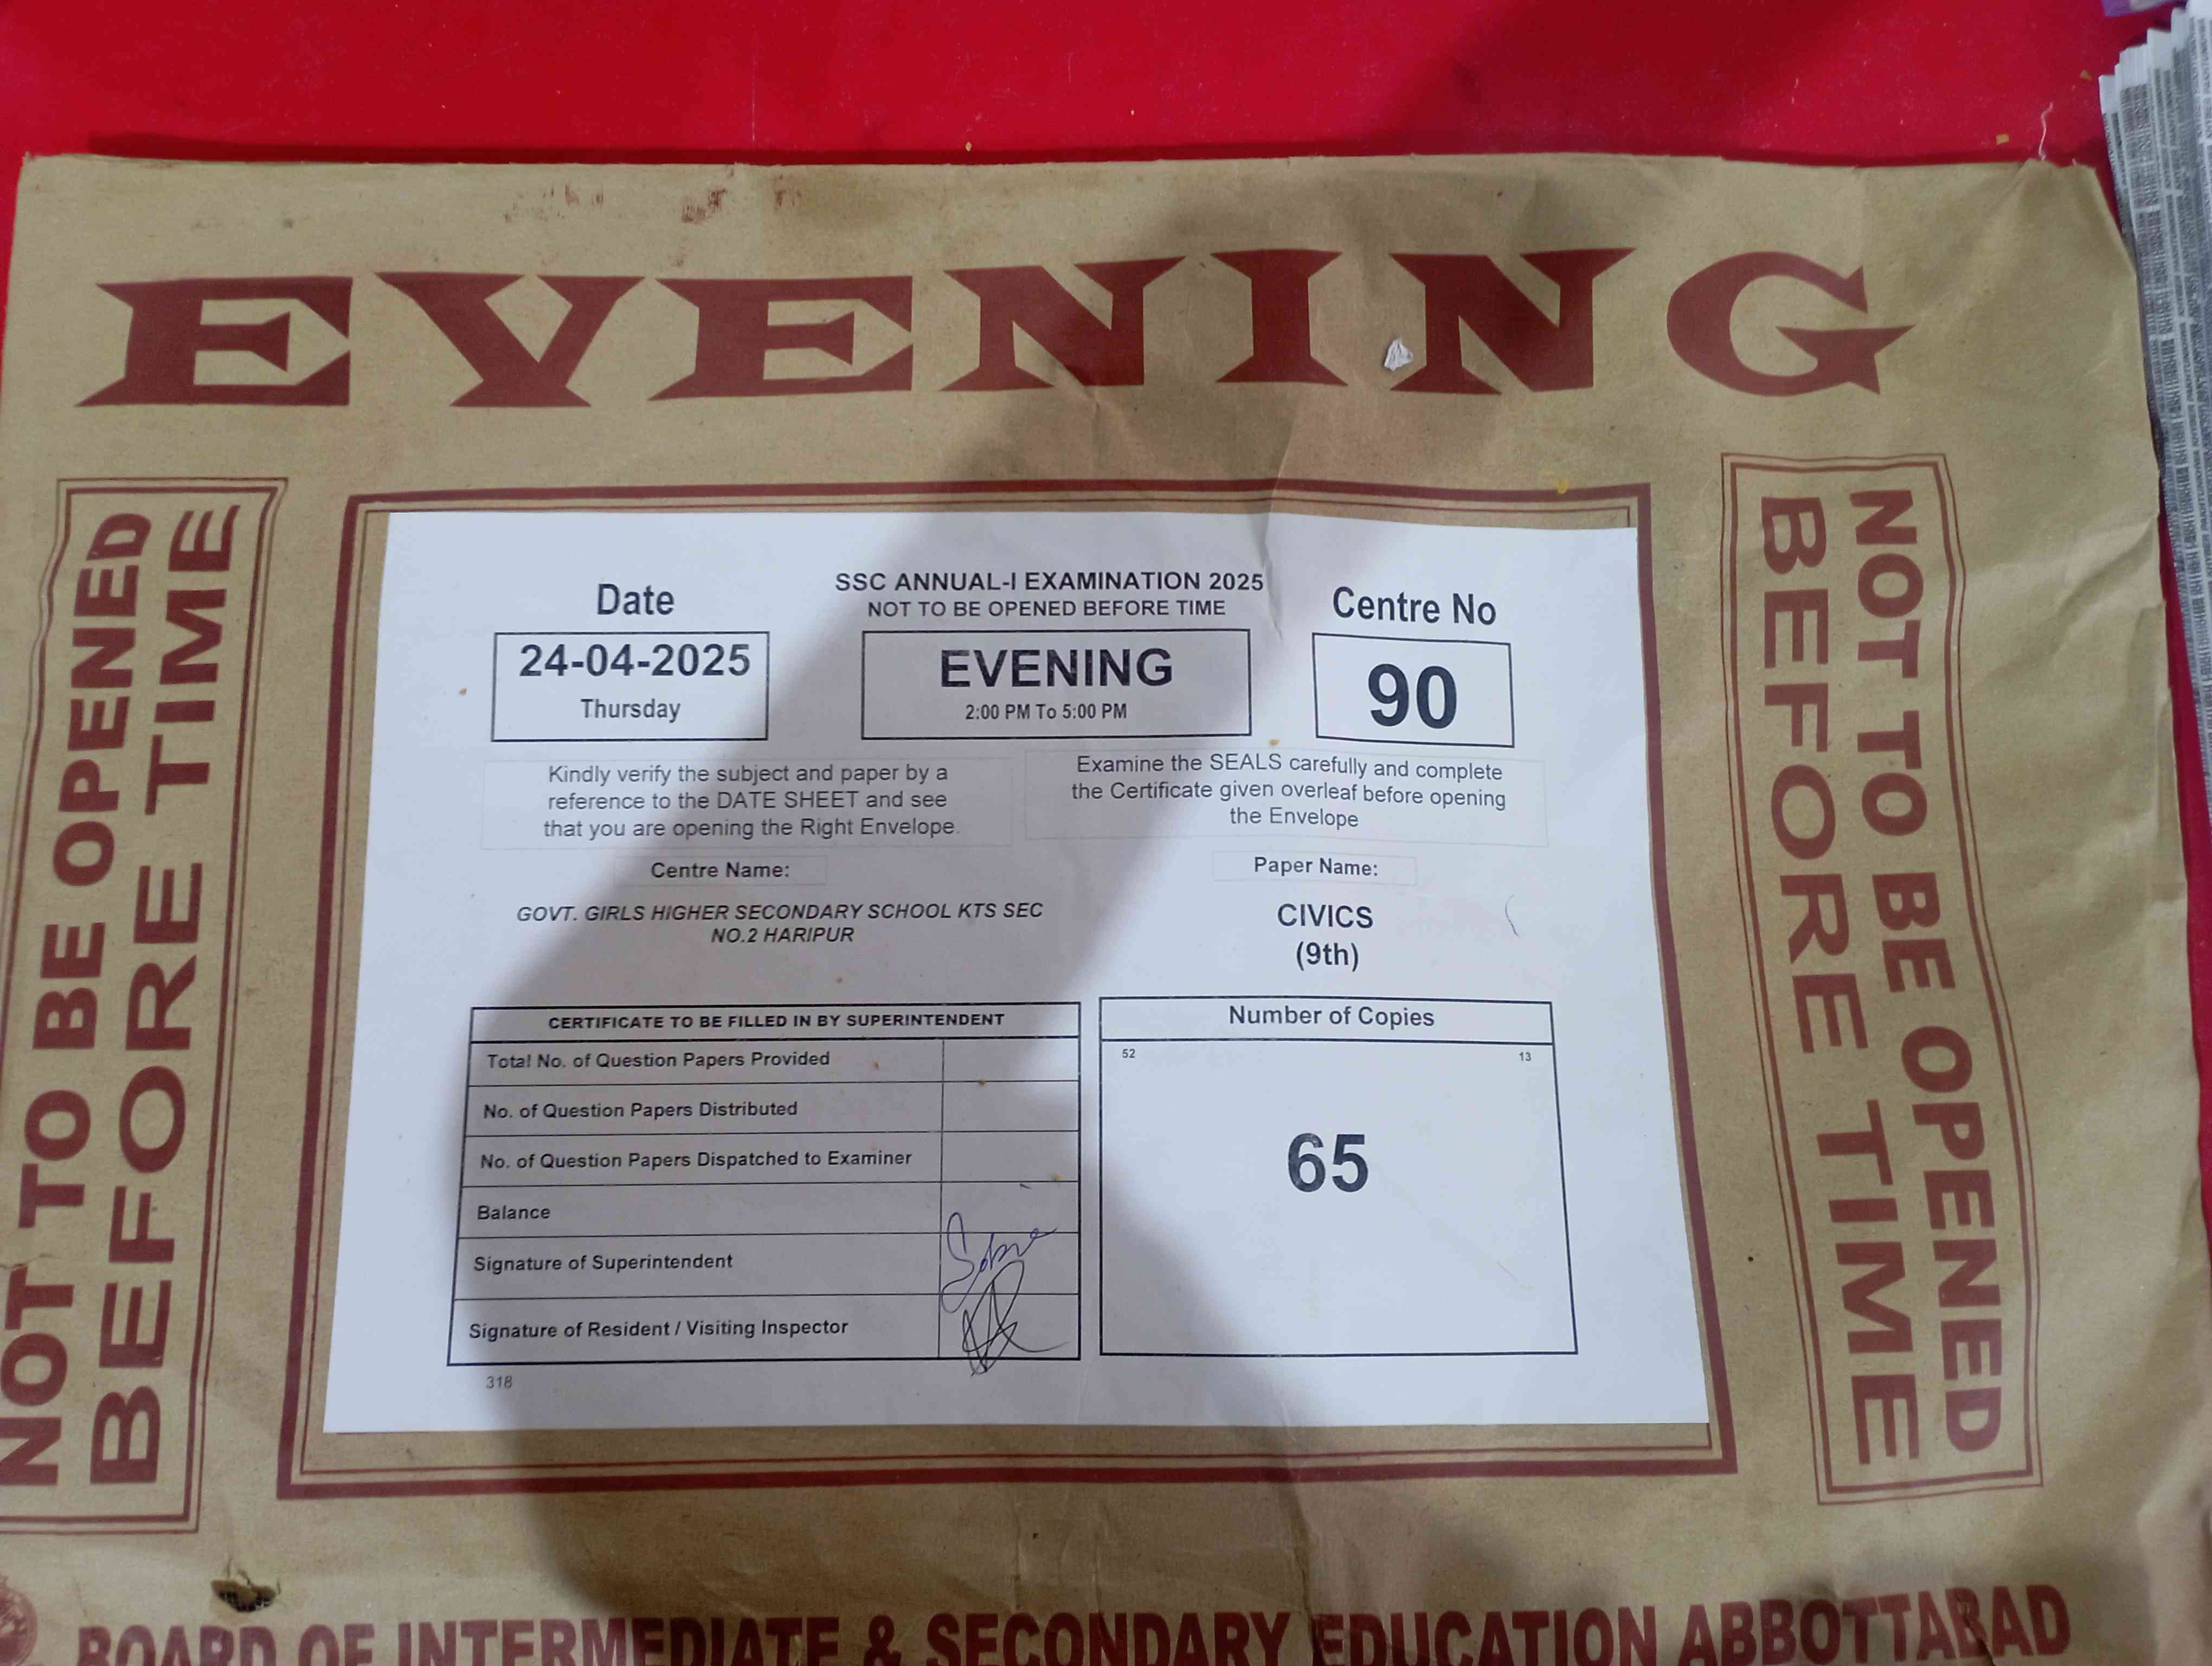 EVENING
NOT TO BE OPENED
BEFORE TIME
NOT TO BE OPENED
BEFORE TIME
Date
24-04-2025
Thursday
SSC ANNUAL-I EXAMINATION 2025
NOT TO BE OPENED BEFORE TIME
EVENING
2:00 PM To 5:00 PM
Centre No
90
Kindly verify the subject and paper by a
reference to the DATE SHEET and see
that you are opening the Right Envelope.
Examine the SEALS carefully and complete
the Certificate given overleaf before opening
the Envelope
Centre Name:
GOVT. GIRLS HIGHER SECONDARY SCHOOL KTS SEC
NO.2 HARIPUR
Paper Name:
CIVICS
(9th)
CERTIFICATE TO BE FILLED IN BY SUPERINTENDENT
Total No. of Question Papers Provided
No. of Question Papers Distributed
No. of Question Papers Dispatched to Examiner
Balance
Signature of Superintendent
Signature of Resident / Visiting Inspector
318
Number of Copies
52 13
65
BOARD OF INTERMEDIATE & SECONDARY EDUCATION ABBOTTABAD